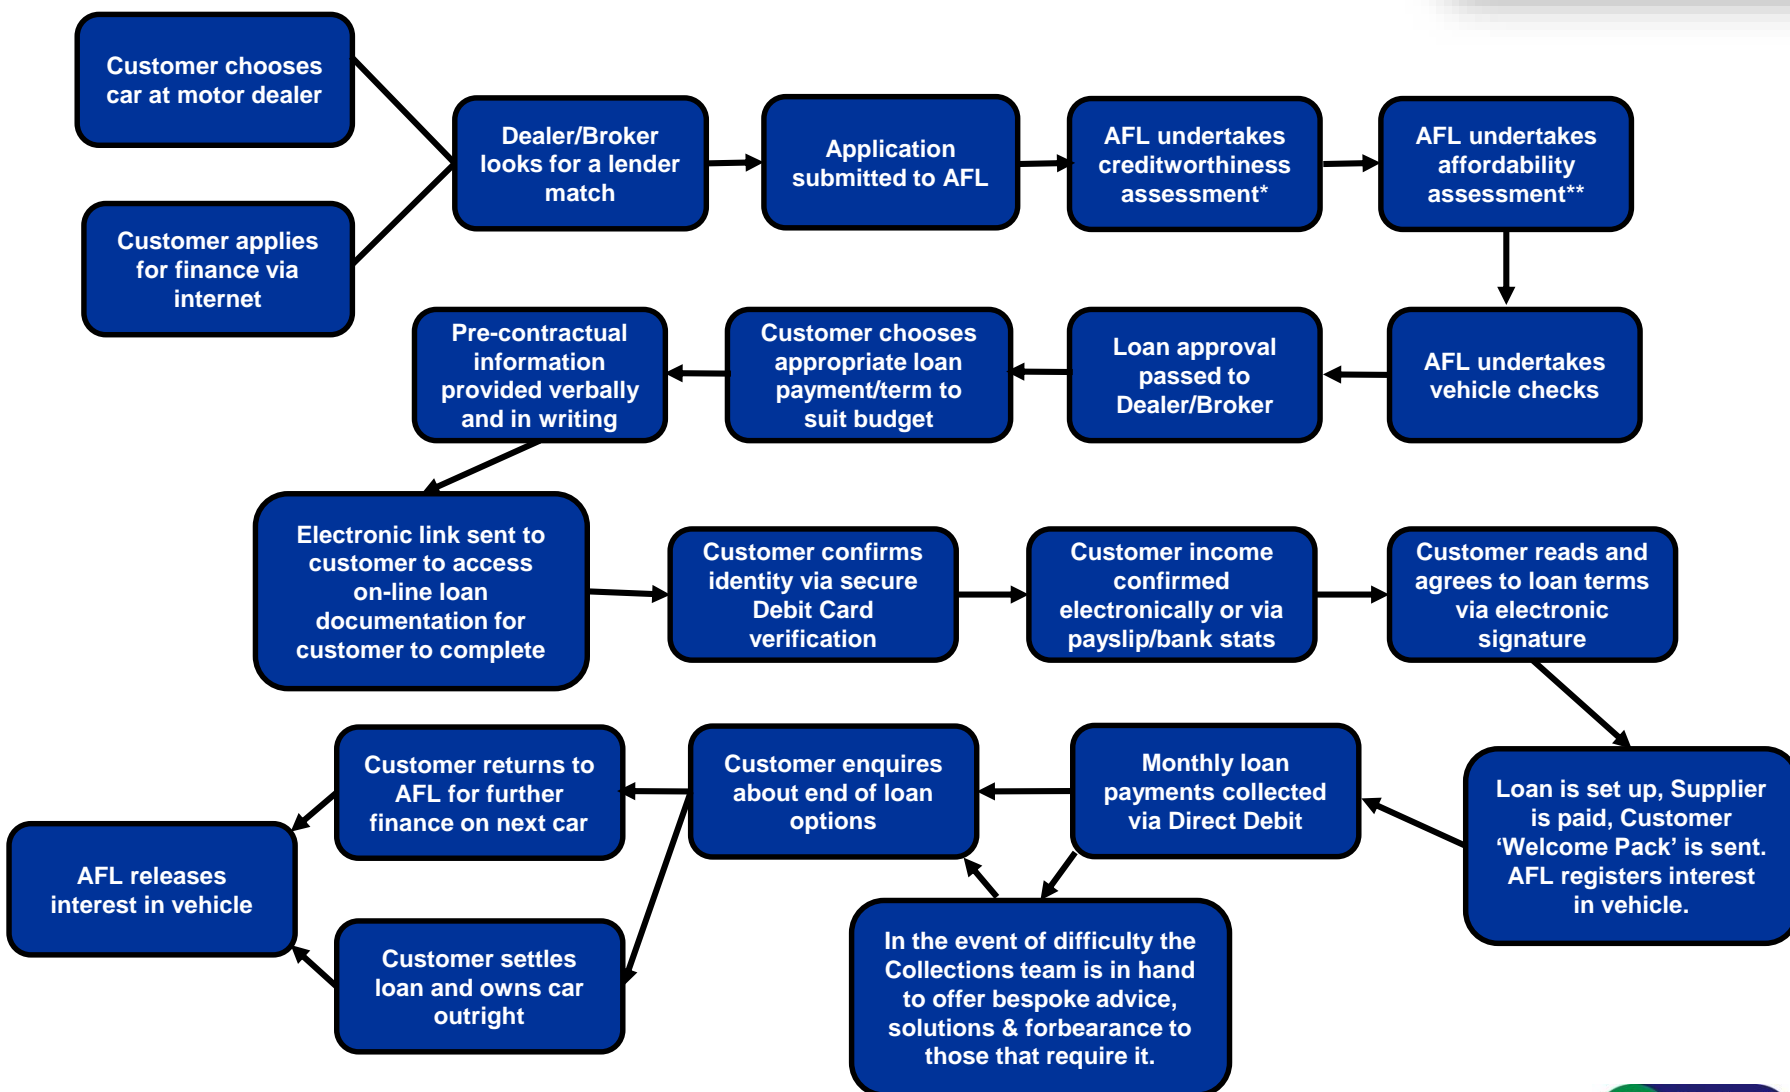 Customer chooses
car at motor dealer
Customer applies
for finance via
internet
Dealer/Broker
looks for a lender
match
Application
submitted to AFL
AFL undertakes
creditworthiness
assessment*
AFL undertakes
affordability
assessment**
AFL undertakes
vehicle checks
Loan approval
passed to
Dealer/Broker
Customer chooses
appropriate loan
payment/term to
suit budget
Pre-contractual
information
provided verbally
and in writing
Electronic link sent to
customer to access
on-line loan
documentation for
customer to complete
Customer confirms
identity via secure
Debit Card
verification
Customer income
confirmed
electronically or via
payslip/bank stats
Customer reads and
agrees to loan terms
via electronic
signature
Loan is set up, Supplier
is paid, Customer
‘Welcome Pack’ is sent.
AFL registers interest
in vehicle.
Monthly loan
payments collected
via Direct Debit
In the event of difficulty the
Collections team is in hand
to offer bespoke advice,
solutions & forbearance to
those that require it.
Customer enquires
about end of loan
options
Customer returns to
AFL for further
finance on next car
Customer settles
loan and owns car
outright
AFL releases
interest in vehicle